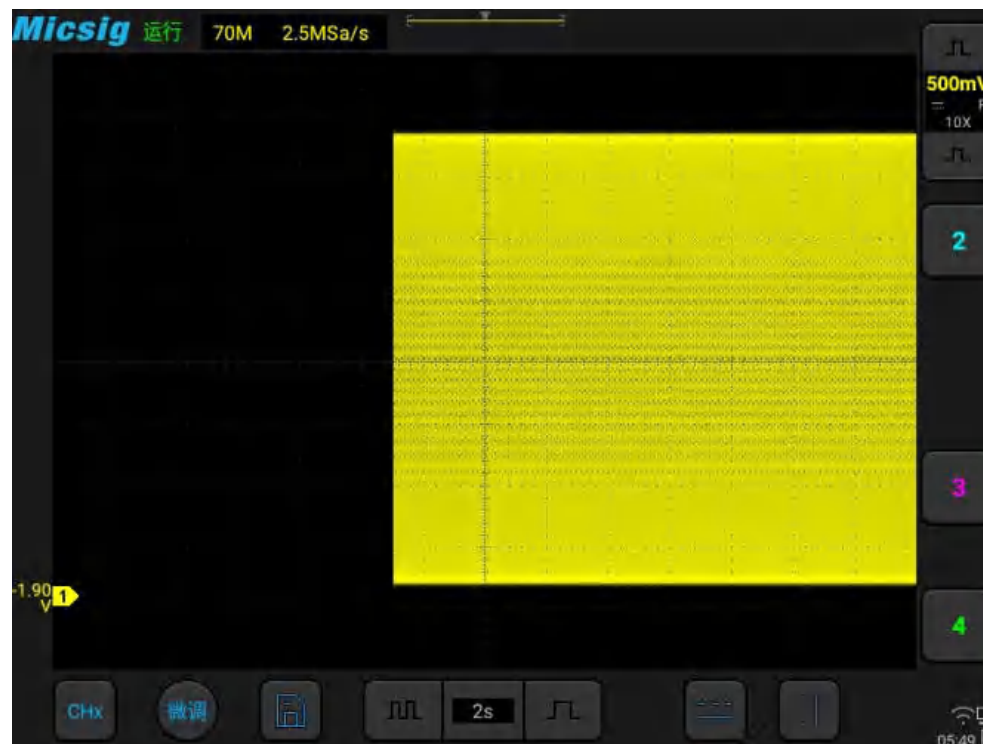 Micsig 运行 70M 2.5MSa/s
500mV
10X
2
3
-1.90
V
1
4
CHx 微调 2s
05:49